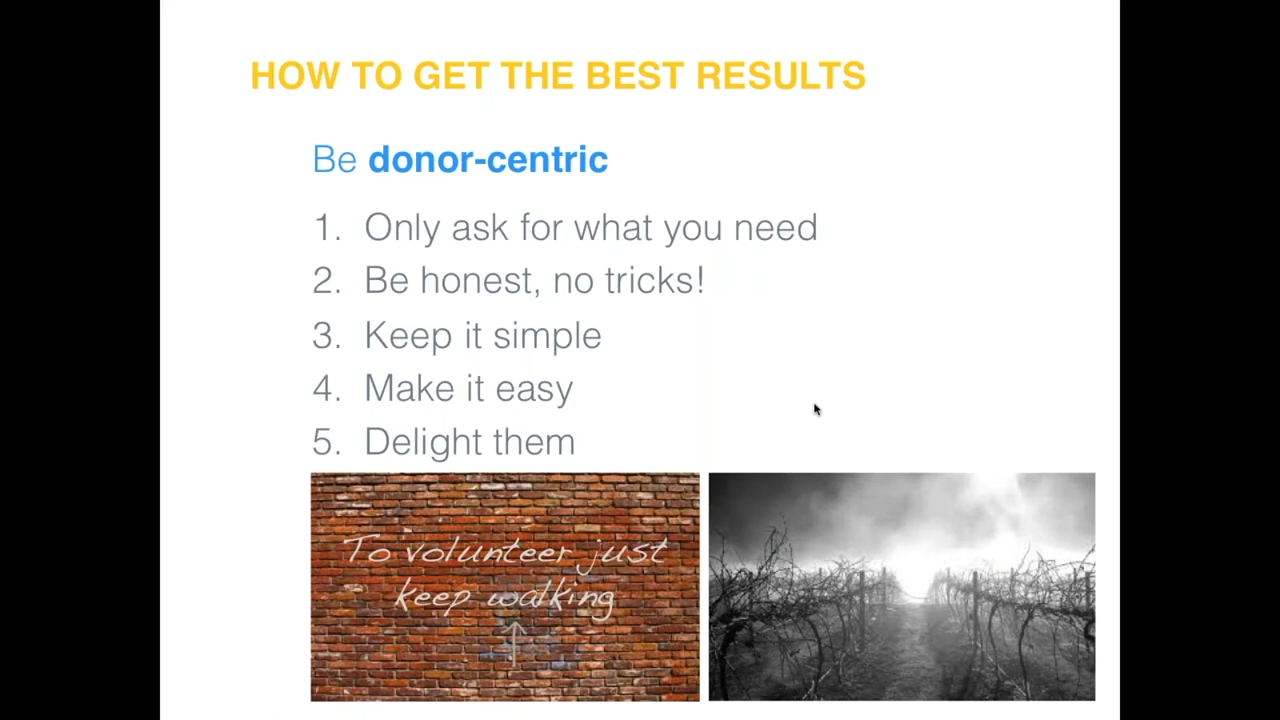 HOW TO GET THE BEST RESULTS
Be donor-centric
1. Only ask for what you need
2. Be honest, no tricks!
3. Keep it simple
4. Make it easy
5. Delight them
To volunteer just
keep walking